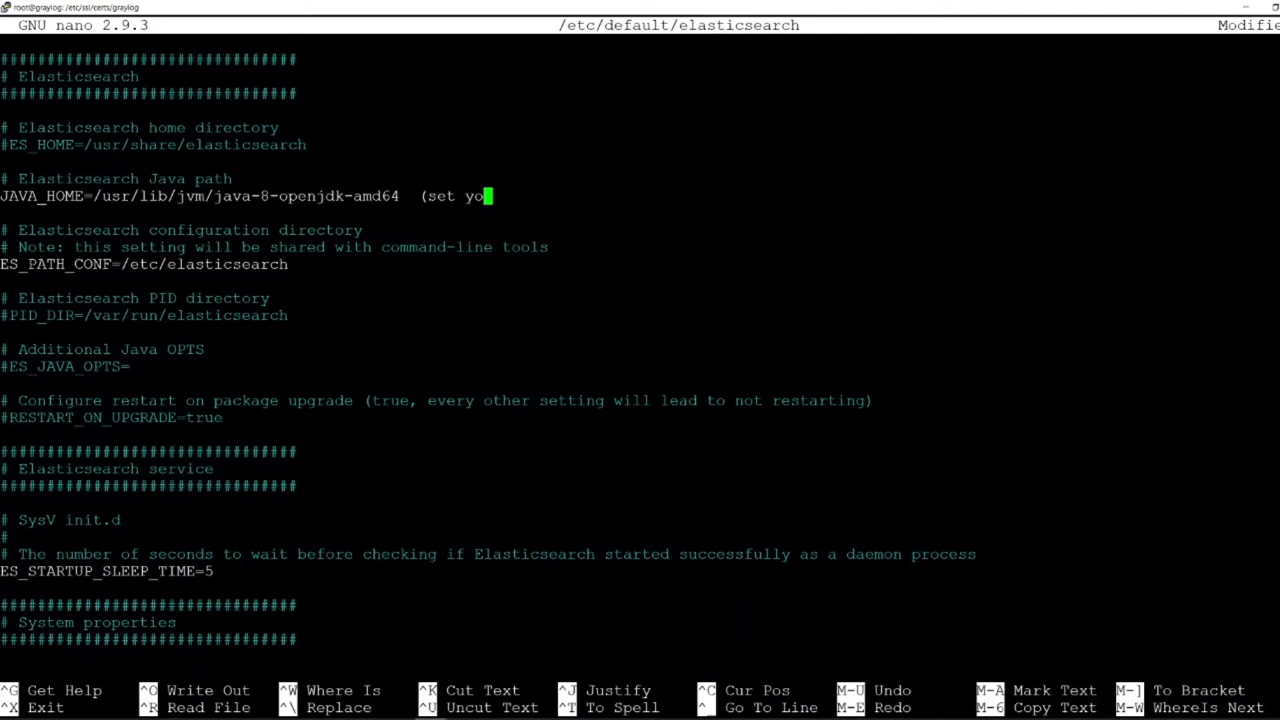 root@graylog: /etc/ssl/certs/graylog
GNU nano 2.9.3 /etc/default/elasticsearch Modifie
################################
# Elasticsearch
################################
# Elasticsearch home directory
#ES_HOME=/usr/share/elasticsearch
# Elasticsearch Java path
JAVA_HOME=/usr/lib/jvm/java-8-openjdk-amd64 (set yo
# Elasticsearch configuration directory
# Note: this setting will be shared with command-line tools
ES_PATH_CONF=/etc/elasticsearch
# Elasticsearch PID directory
#PID_DIR=/var/run/elasticsearch
# Additional Java OPTS
#ES_JAVA_OPTS=
# Configure restart on package upgrade (true, every other setting will lead to not restarting)
#RESTART_ON_UPGRADE=true
################################
# Elasticsearch service
################################
# SysV init.d
#
# The number of seconds to wait before checking if Elasticsearch started successfully as a daemon process
ES_STARTUP_SLEEP_TIME=5
################################
# System properties
################################
^G Get Help ^O Write Out ^W Where Is ^K Cut Text ^J Justify ^C Cur Pos M-U Undo M-A Mark Text M-] To Bracket
^X Exit ^R Read File ^\ Replace ^U Uncut Text ^T To Spell ^_ Go To Line M-E Redo M-6 Copy Text M-W WhereIs Next